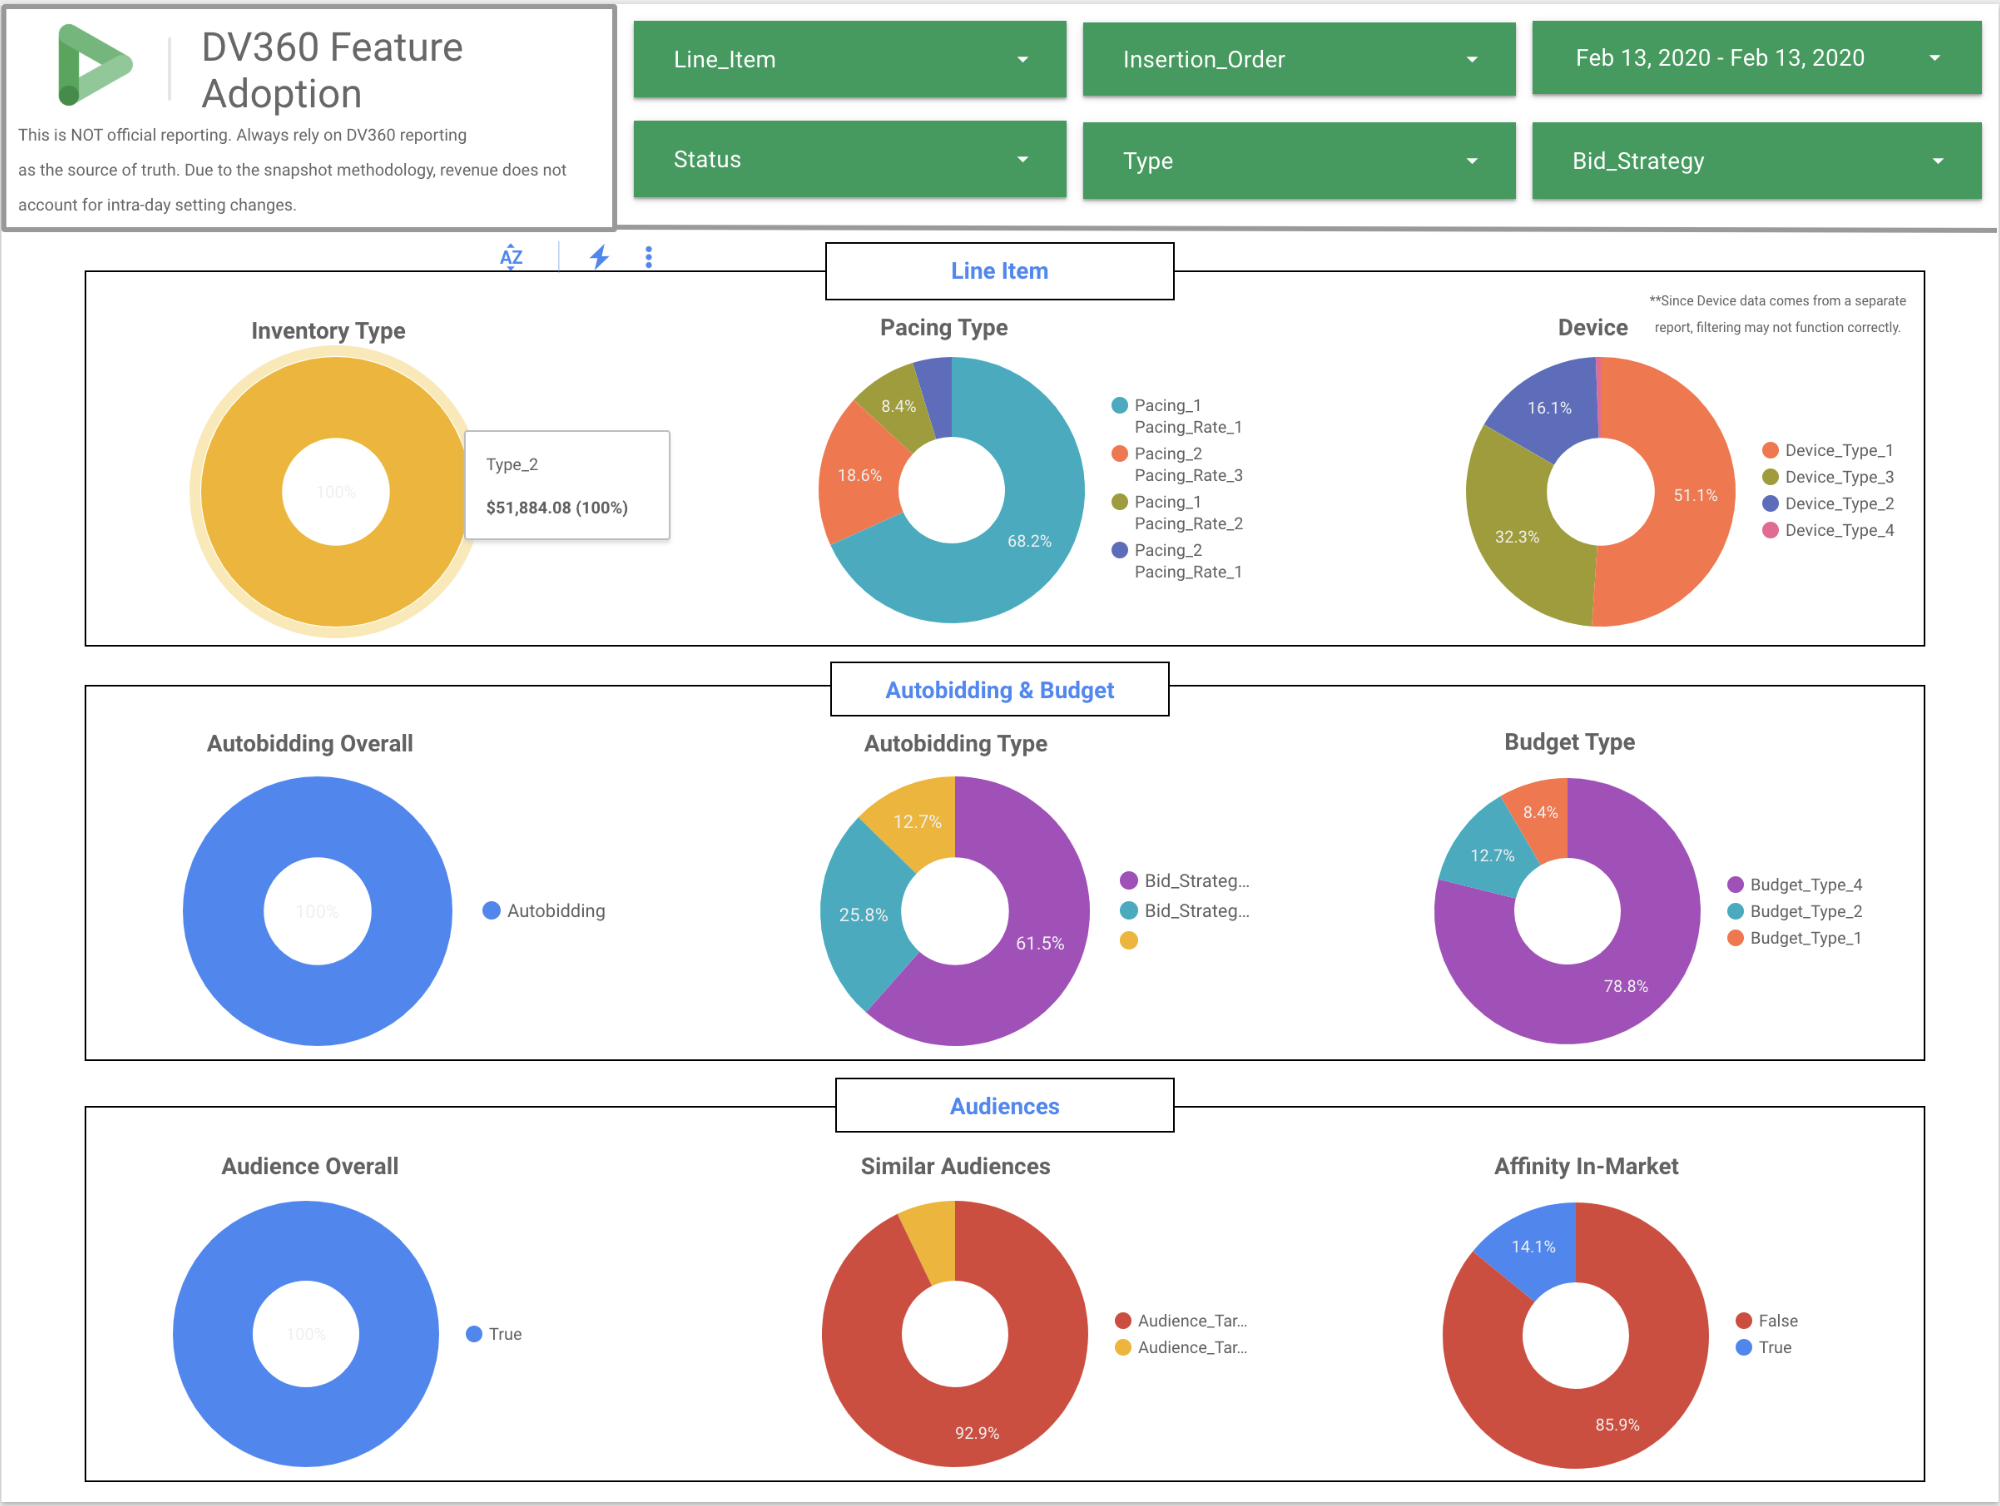 DV360 Feature
Adoption
This is NOT official reporting. Always rely on DV360 reporting
as the source of truth. Due to the snapshot methodology, revenue does not
account for intra-day setting changes.
Line_Item
Insertion_Order
Feb 13, 2020 - Feb 13, 2020
Status
Type
Bid_Strategy
AZ
Line Item
Inventory Type
100%
Type_2
$51,884.08 (100%)
Pacing Type
8.4%
18.6%
68.2%
Pacing_1
Pacing_Rate_1
Pacing_2
Pacing_Rate_3
Pacing_1
Pacing_Rate_2
Pacing_2
Pacing_Rate_1
**Since Device data comes from a separate
report, filtering may not function correctly.
Device
16.1%
51.1%
32.3%
Device_Type_1
Device_Type_3
Device_Type_2
Device_Type_4
Autobidding & Budget
Autobidding Overall
100%
Autobidding
Autobidding Type
12.7%
25.8%
61.5%
Bid_Strateg...
Bid_Strateg...
Budget Type
8.4%
12.7%
78.8%
Budget_Type_4
Budget_Type_2
Budget_Type_1
Audiences
Audience Overall
100%
True
Similar Audiences
92.9%
Audience_Tar...
Audience_Tar...
Affinity In-Market
14.1%
85.9%
False
True